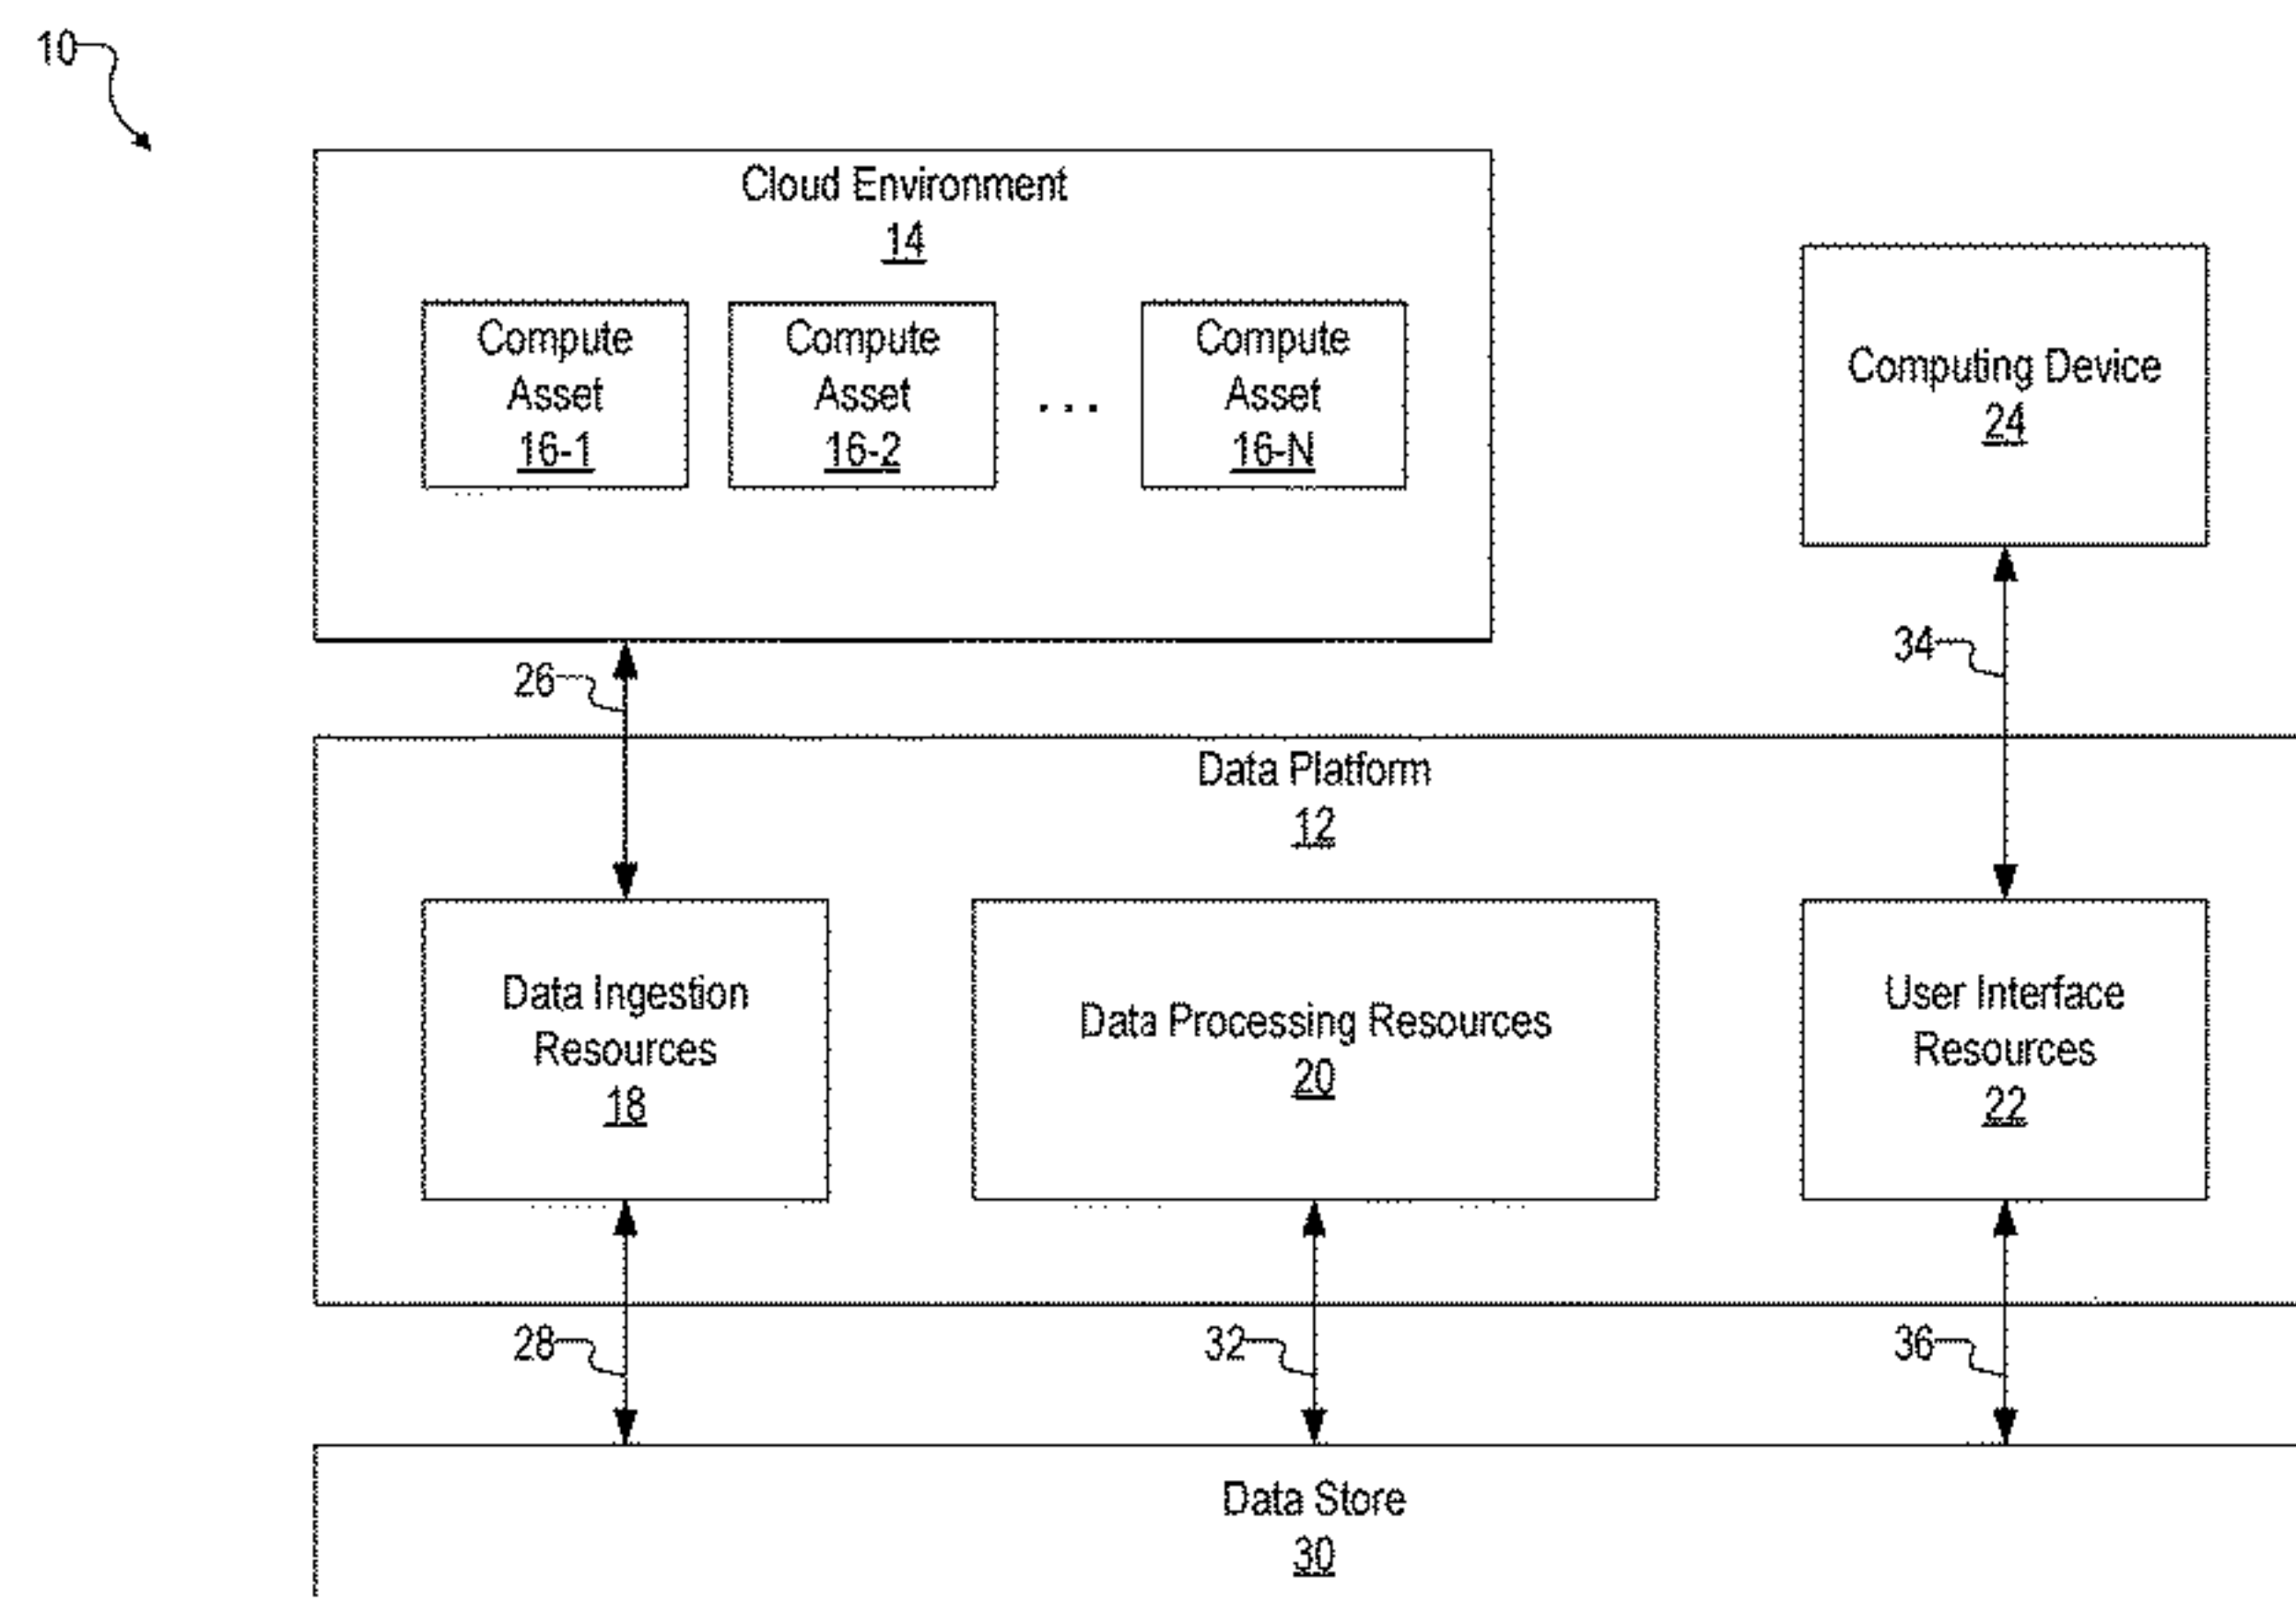 10
Cloud Environment
14
Compute
Asset
16-1
Compute
Asset
16-2
...
Compute
Asset
16-N
Computing Device
24
26
34
Data Platform
12
Data Ingestion
Resources
18
Data Processing Resources
20
User Interface
Resources
22
28
32
36
Data Store
30